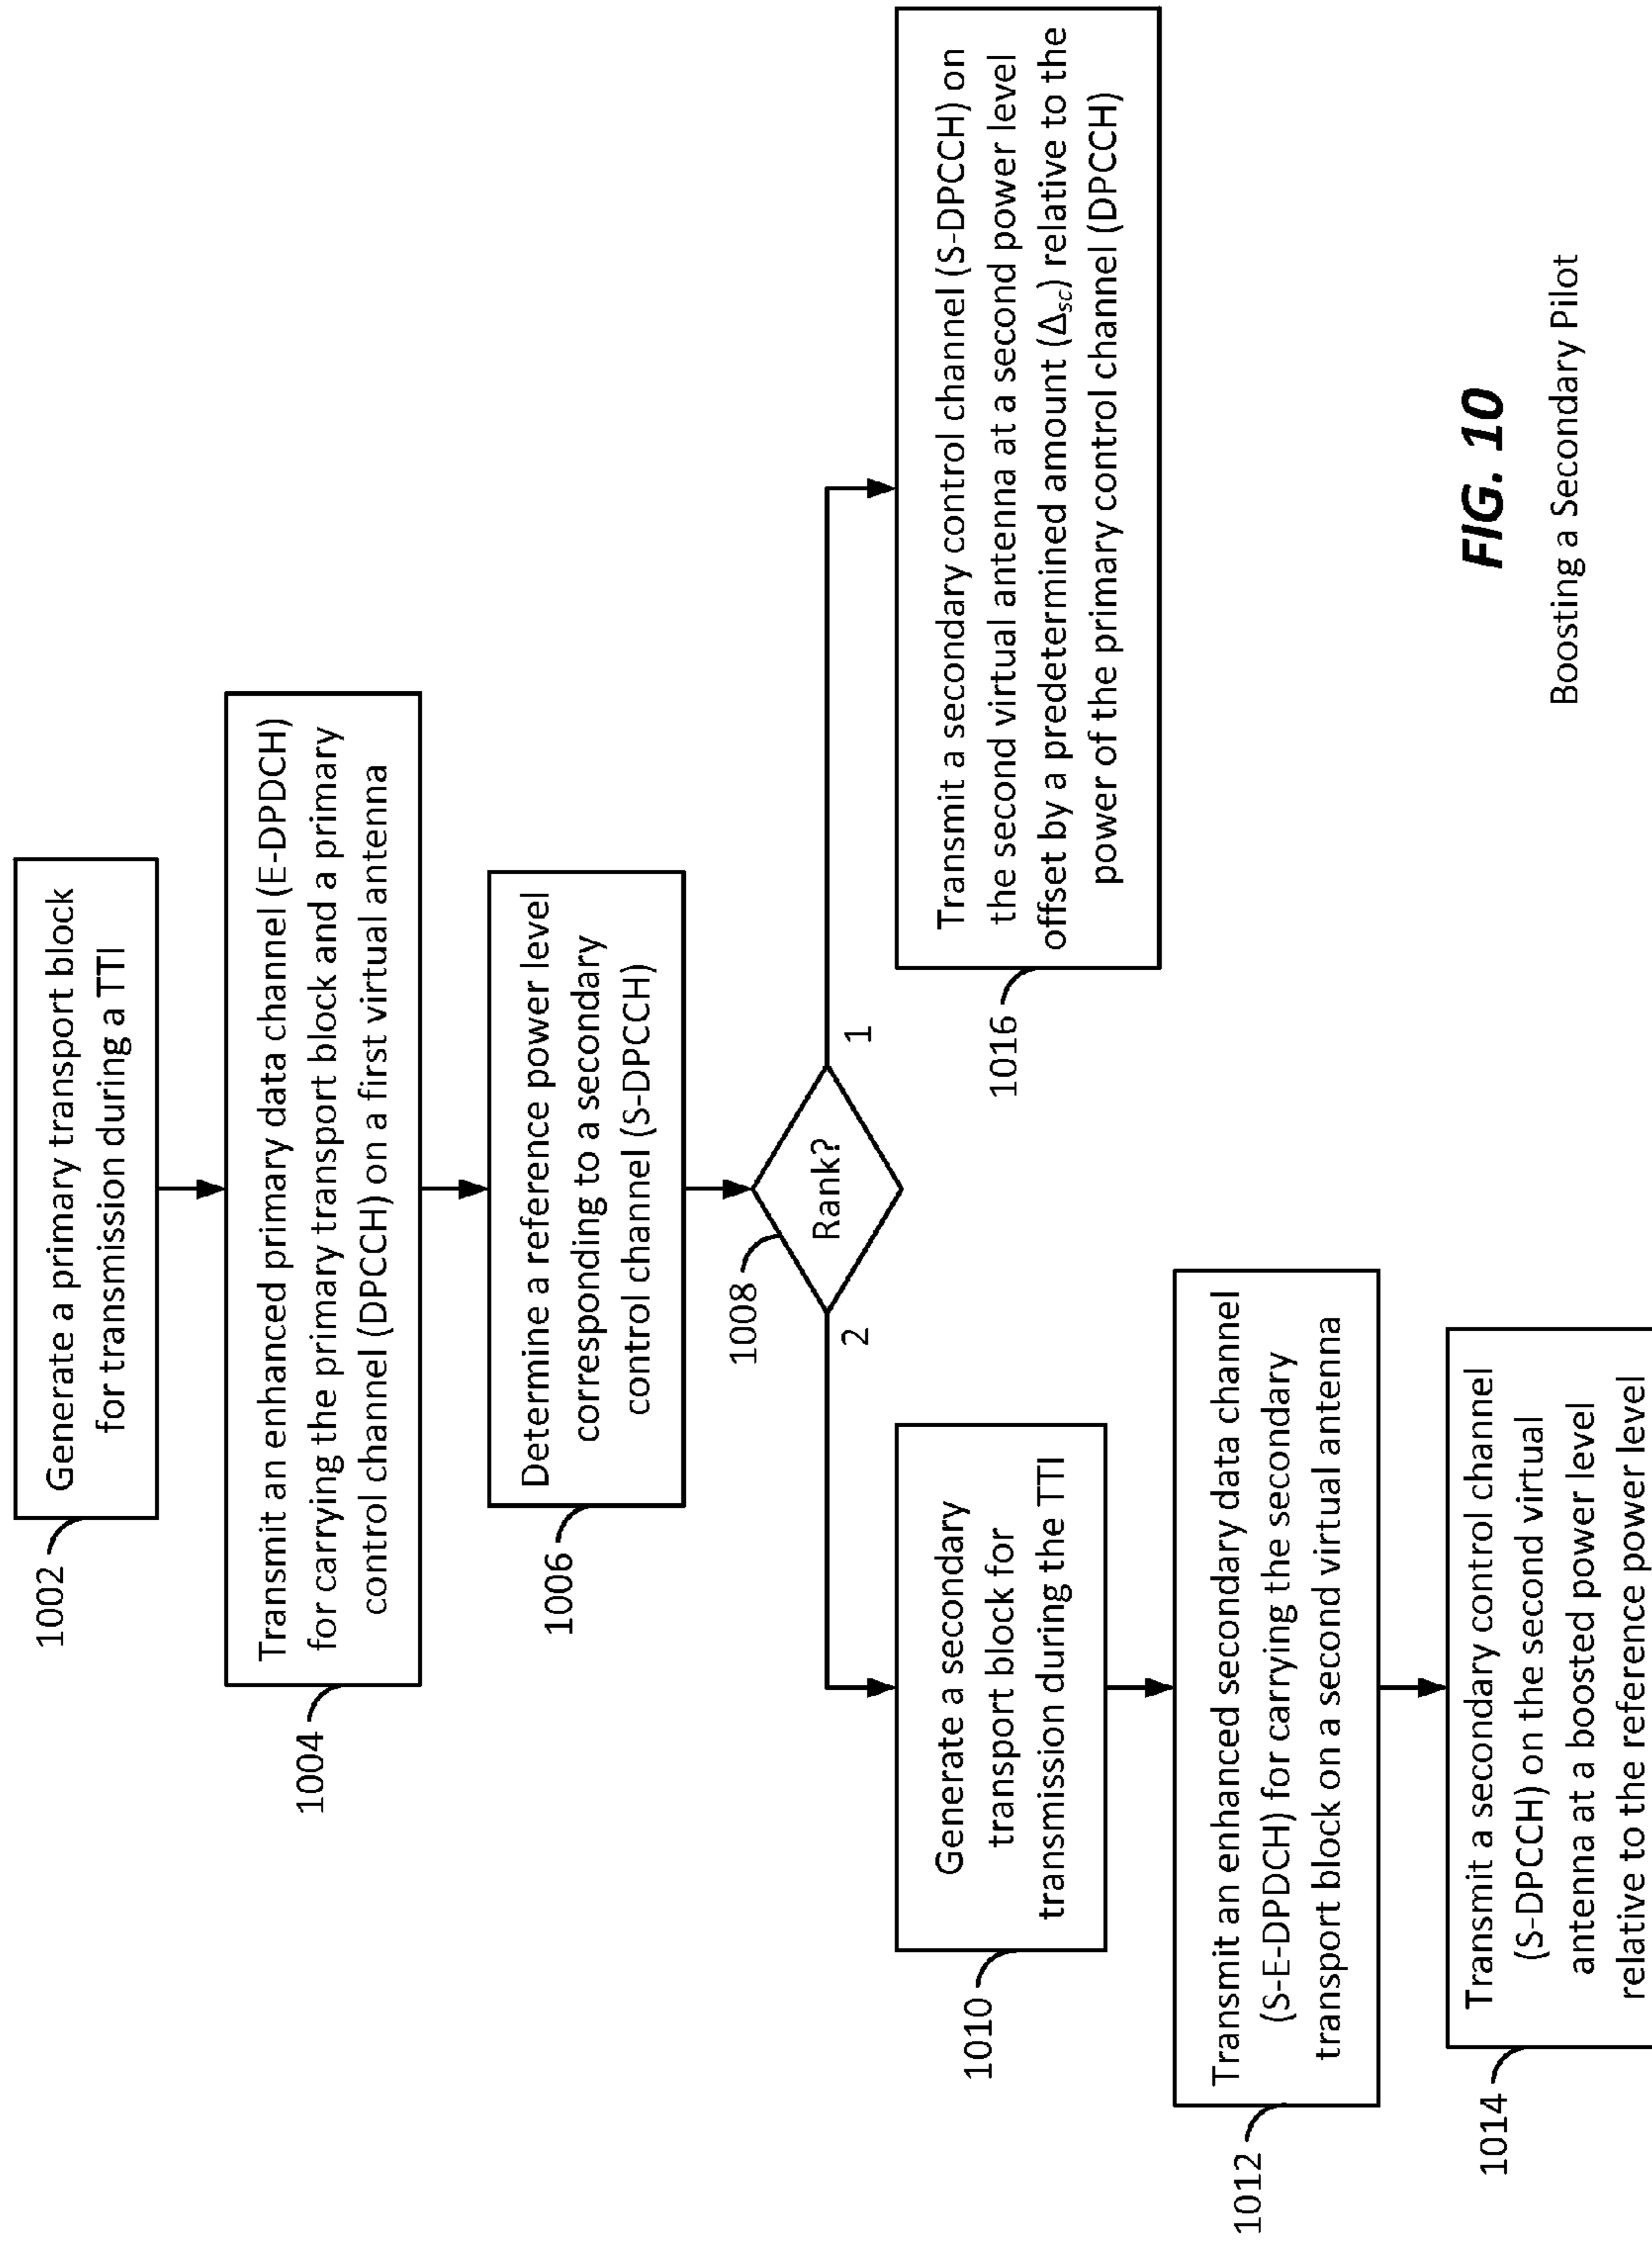 1002
Generate a primary transport block
for transmission during a TTI
1004
Transmit an enhanced primary data channel (E-DPDCH)
for carrying the primary transport block and a primary
control channel (DPCCH) on a first virtual antenna
1006
Determine a reference power level
corresponding to a secondary
control channel (S-DPCCH)
1008
Rank?
2
1
1010
Generate a secondary
transport block for
transmission during the TTI
1012
Transmit an enhanced secondary data channel
(S-E-DPDCH) for carrying the secondary
transport block on a second virtual antenna
1014
Transmit a secondary control channel
(S-DPCCH) on the second virtual
antenna at a boosted power level
relative to the reference power level
1016
Transmit a secondary control channel (S-DPCCH) on
the second virtual antenna at a second power level
offset by a predetermined amount (Δsc) relative to the
power of the primary control channel (DPCCH)
FIG. 10
Boosting a Secondary Pilot